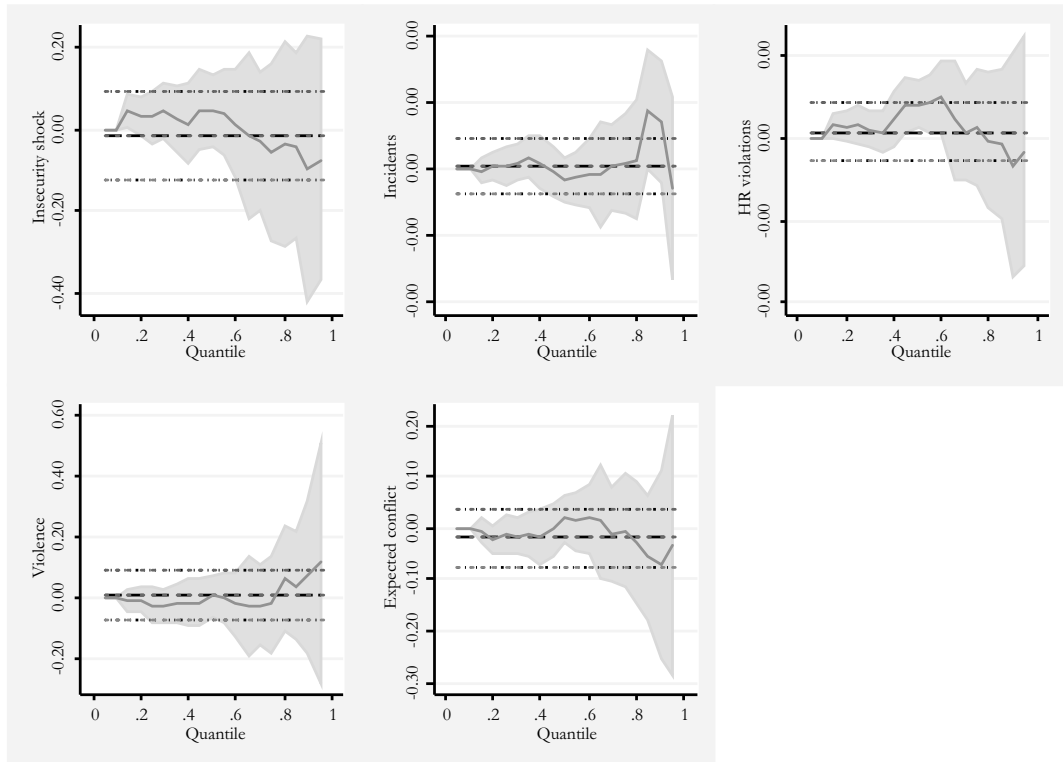 Insecurity shock
0.20
0.00
-0.20
-0.40
0 .2 .4 .6 .8 1
Quantile
Incidents
0.00
0.00
0.00
-0.00
-0.00
0 .2 .4 .6 .8 1
Quantile
HR violations
0.00
0.00
-0.00
-0.00
0 .2 .4 .6 .8 1
Quantile
Violence
0.60
0.40
0.20
0.00
-0.20
0 .2 .4 .6 .8 1
Quantile
Expected conflict
0.20
0.10
0.00
-0.10
-0.20
-0.30
0 .2 .4 .6 .8 1
Quantile